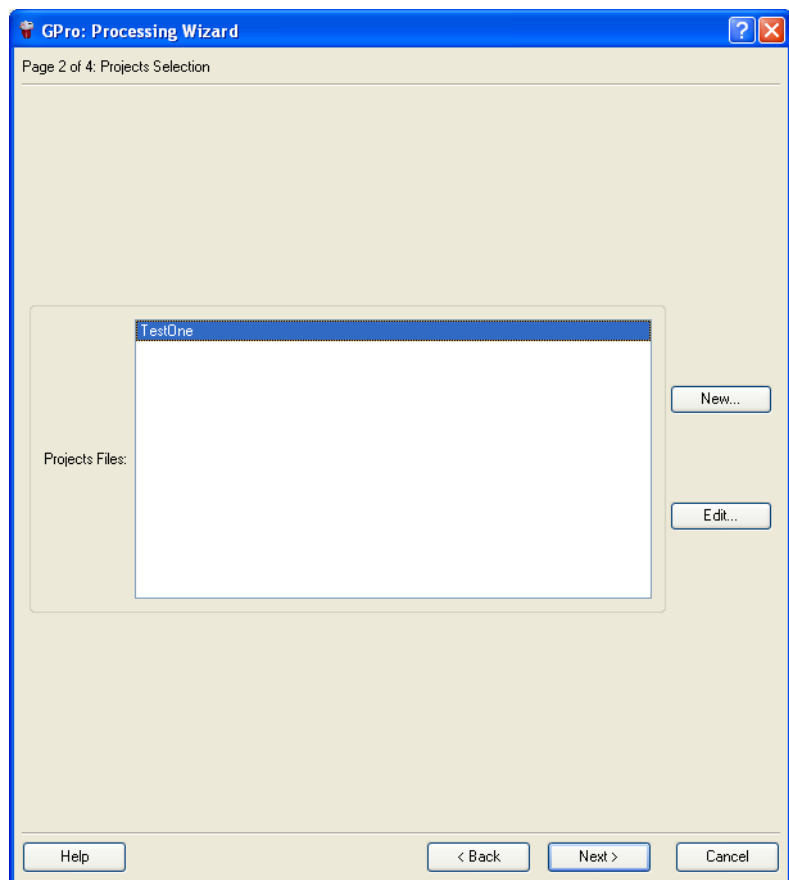 GPro: Processing Wizard
Page 2 of 4: Projects Selection
TestOne
New...
Projects Files:
Edit...
Help
< Back
Next >
Cancel